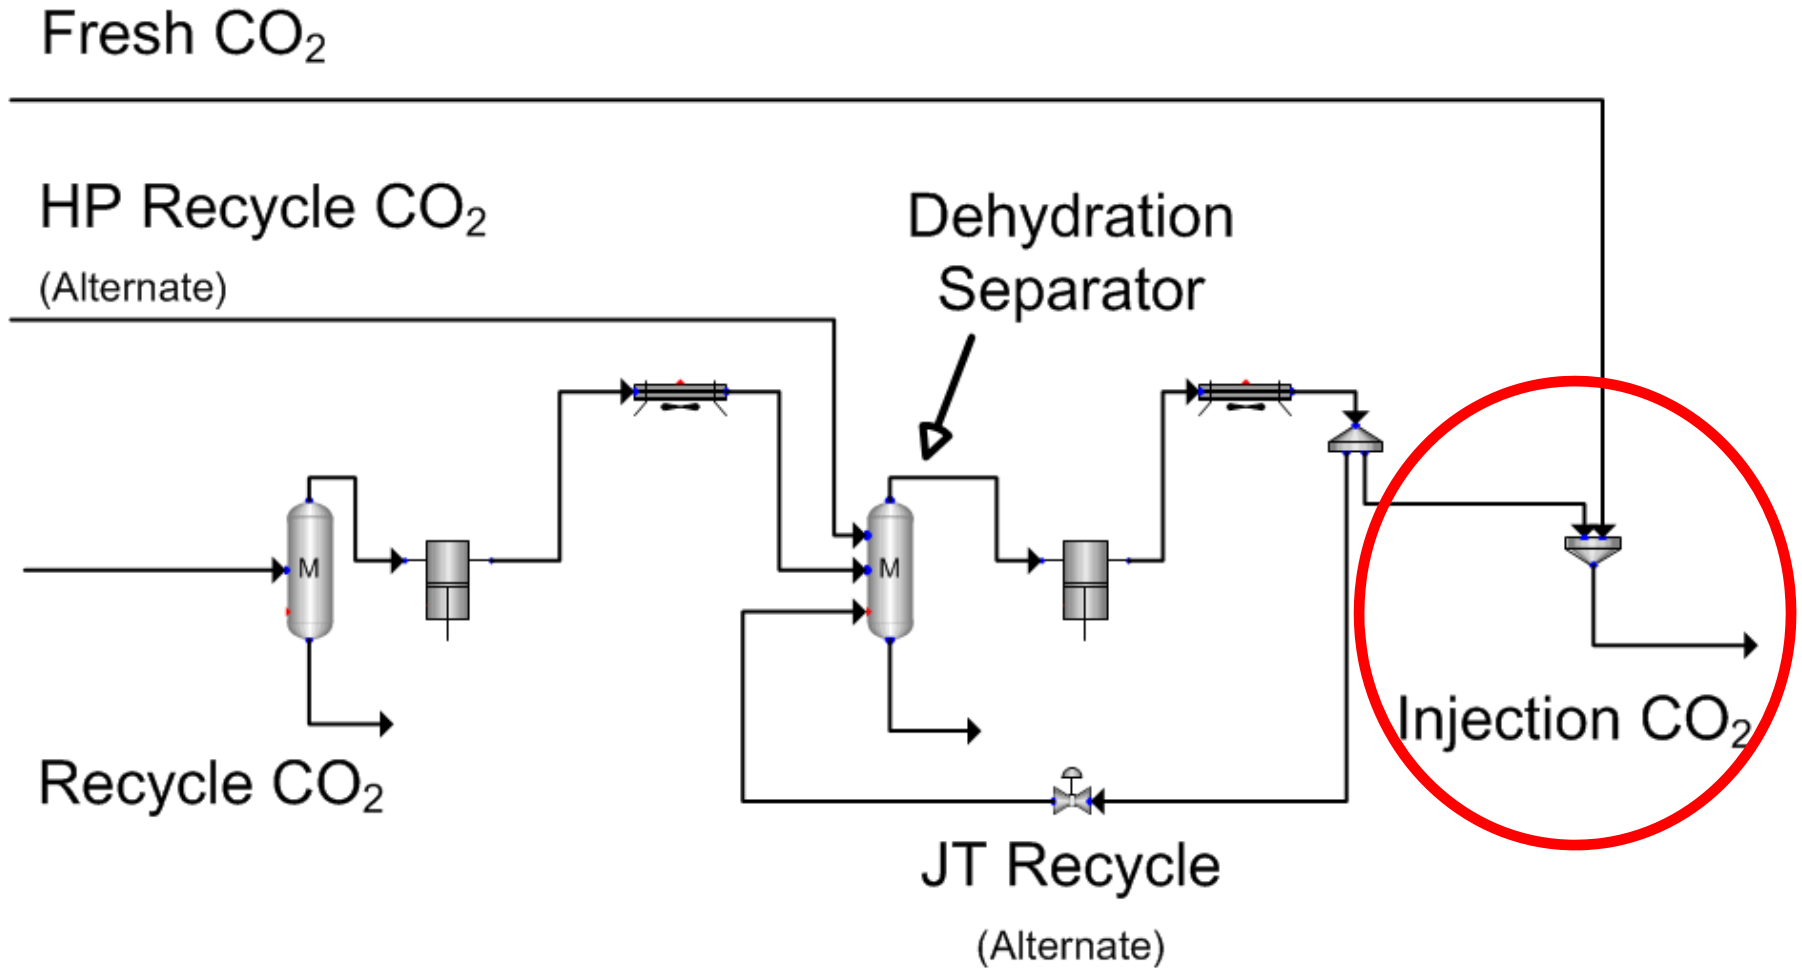 Fresh CO₂
HP Recycle CO₂
(Alternate)
Dehydration
Separator
M
M
Injection CO₂
Recycle CO₂
JT Recycle
(Alternate)